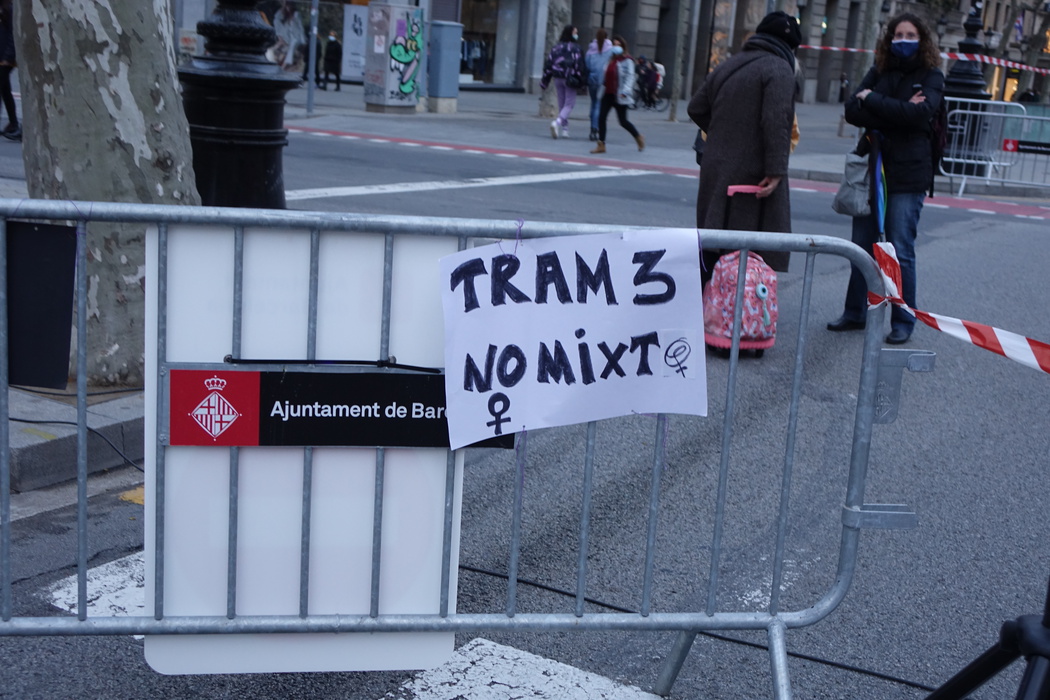 TRAM 3
NO MIXT
Ajuntament de Bar